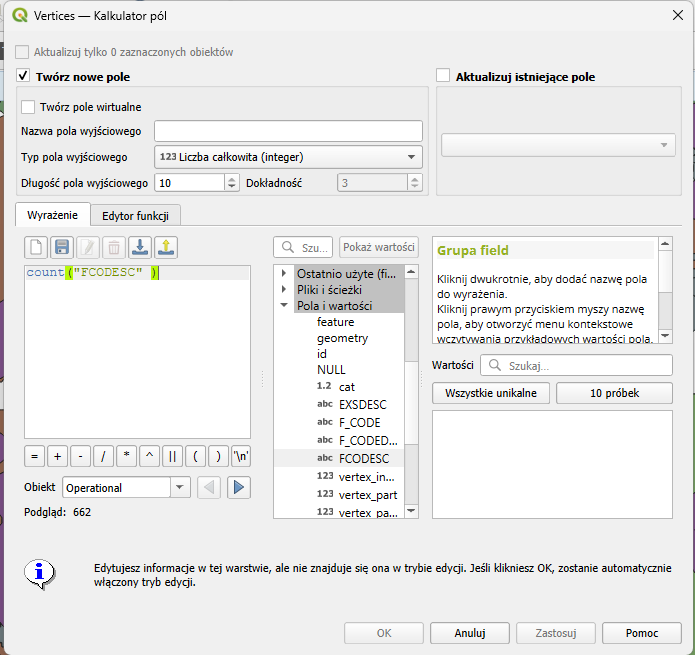 Vertices — Kalkulator pól
Aktualizuj tylko 0 zaznaczonych obiektów
Twórz nowe pole
Aktualizuj istniejące pole
Twórz pole wirtualne
Nazwa pola wyjściowego
Typ pola wyjściowego
123 Liczba całkowita (integer)
Długość pola wyjściowego
10
Dokładność
3
Wyrażenie
Edytor funkcji
count("FCODESC" )
= + - / * ^ || ( ) '\n'
Obiekt
Operational
Podgląd: 662
Szu...
Pokaż wartości
Ostatnio użyte (fi...
Pliki i ścieżki
Pola i wartości
feature
geometry
id
NULL
1.2 cat
abc EXSDESC
abc F_CODE
abc F_CODED...
abc FCODESC
123 vertex_in...
123 vertex_part
123 vertex_pa...
Grupa field
Kliknij dwukrotnie, aby dodać nazwę pola
do wyrażenia.
Kliknij prawym przyciskiem myszy nazwę
pola, aby otworzyć menu kontekstowe
wczytywania przykładowych wartości pola.
Wartości
Szukaj...
Wszystkie unikalne
10 próbek
Edytujesz informacje w tej warstwie, ale nie znajduje się ona w trybie edycji. Jeśli klikniesz OK, zostanie automatycznie
włączony tryb edycji.
OK
Anuluj
Zastosuj
Pomoc